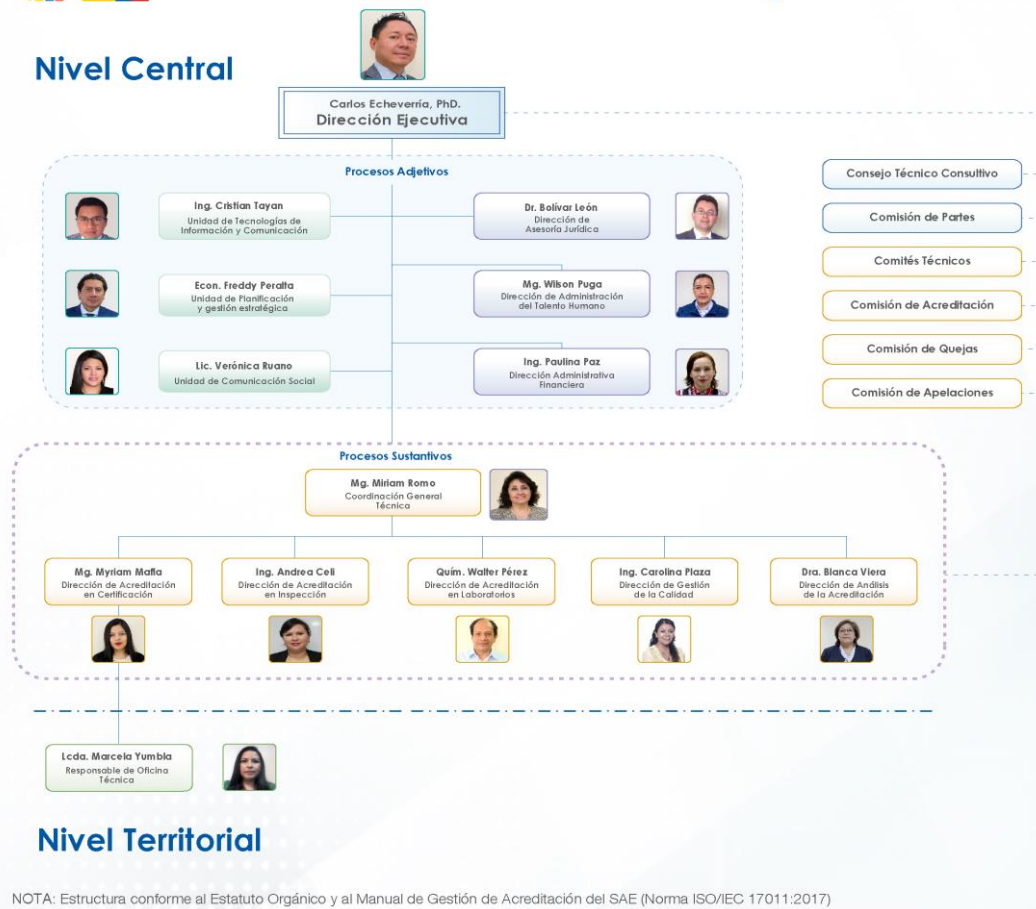 Nivel Central
Carlos Echeverría, PhD.
Dirección Ejecutiva
Procesos Adjetivos
Ing. Cristian Tayan
Unidad de Tecnologías de
Información y Comunicación
Dr. Bolívar León
Dirección de
Asesoría Jurídica
Econ. Freddy Peralta
Unidad de Planificación
y gestión estratégica
Mg. Wilson Puga
Dirección de Administración
del Talento Humano
Lic. Verónica Ruano
Unidad de Comunicación Social
Ing. Paulina Paz
Dirección Administrativa
Financiera
Consejo Técnico Consultivo
Comisión de Partes
Comités Técnicos
Comisión de Acreditación
Comisión de Quejas
Comisión de Apelaciones
Procesos Sustantivos
Mg. Miriam Romo
Coordinación General
Técnica
Mg. Myriam Mafla
Dirección de Acreditación
en Certificación
Ing. Andrea Celi
Dirección de Acreditación
en Inspección
Quím. Walter Pérez
Dirección de Acreditación
en Laboratorios
Ing. Carolina Plaza
Dirección de Gestión
de la Calidad
Dra. Blanca Viera
Dirección de Análisis
de la Acreditación
Lcda. Marcela Yumbla
Responsable de Oficina
Técnica
Nivel Territorial
NOTA: Estructura conforme al Estatuto Orgánico y al Manual de Gestión de Acreditación del SAE (Norma ISO/IEC 17011:2017)